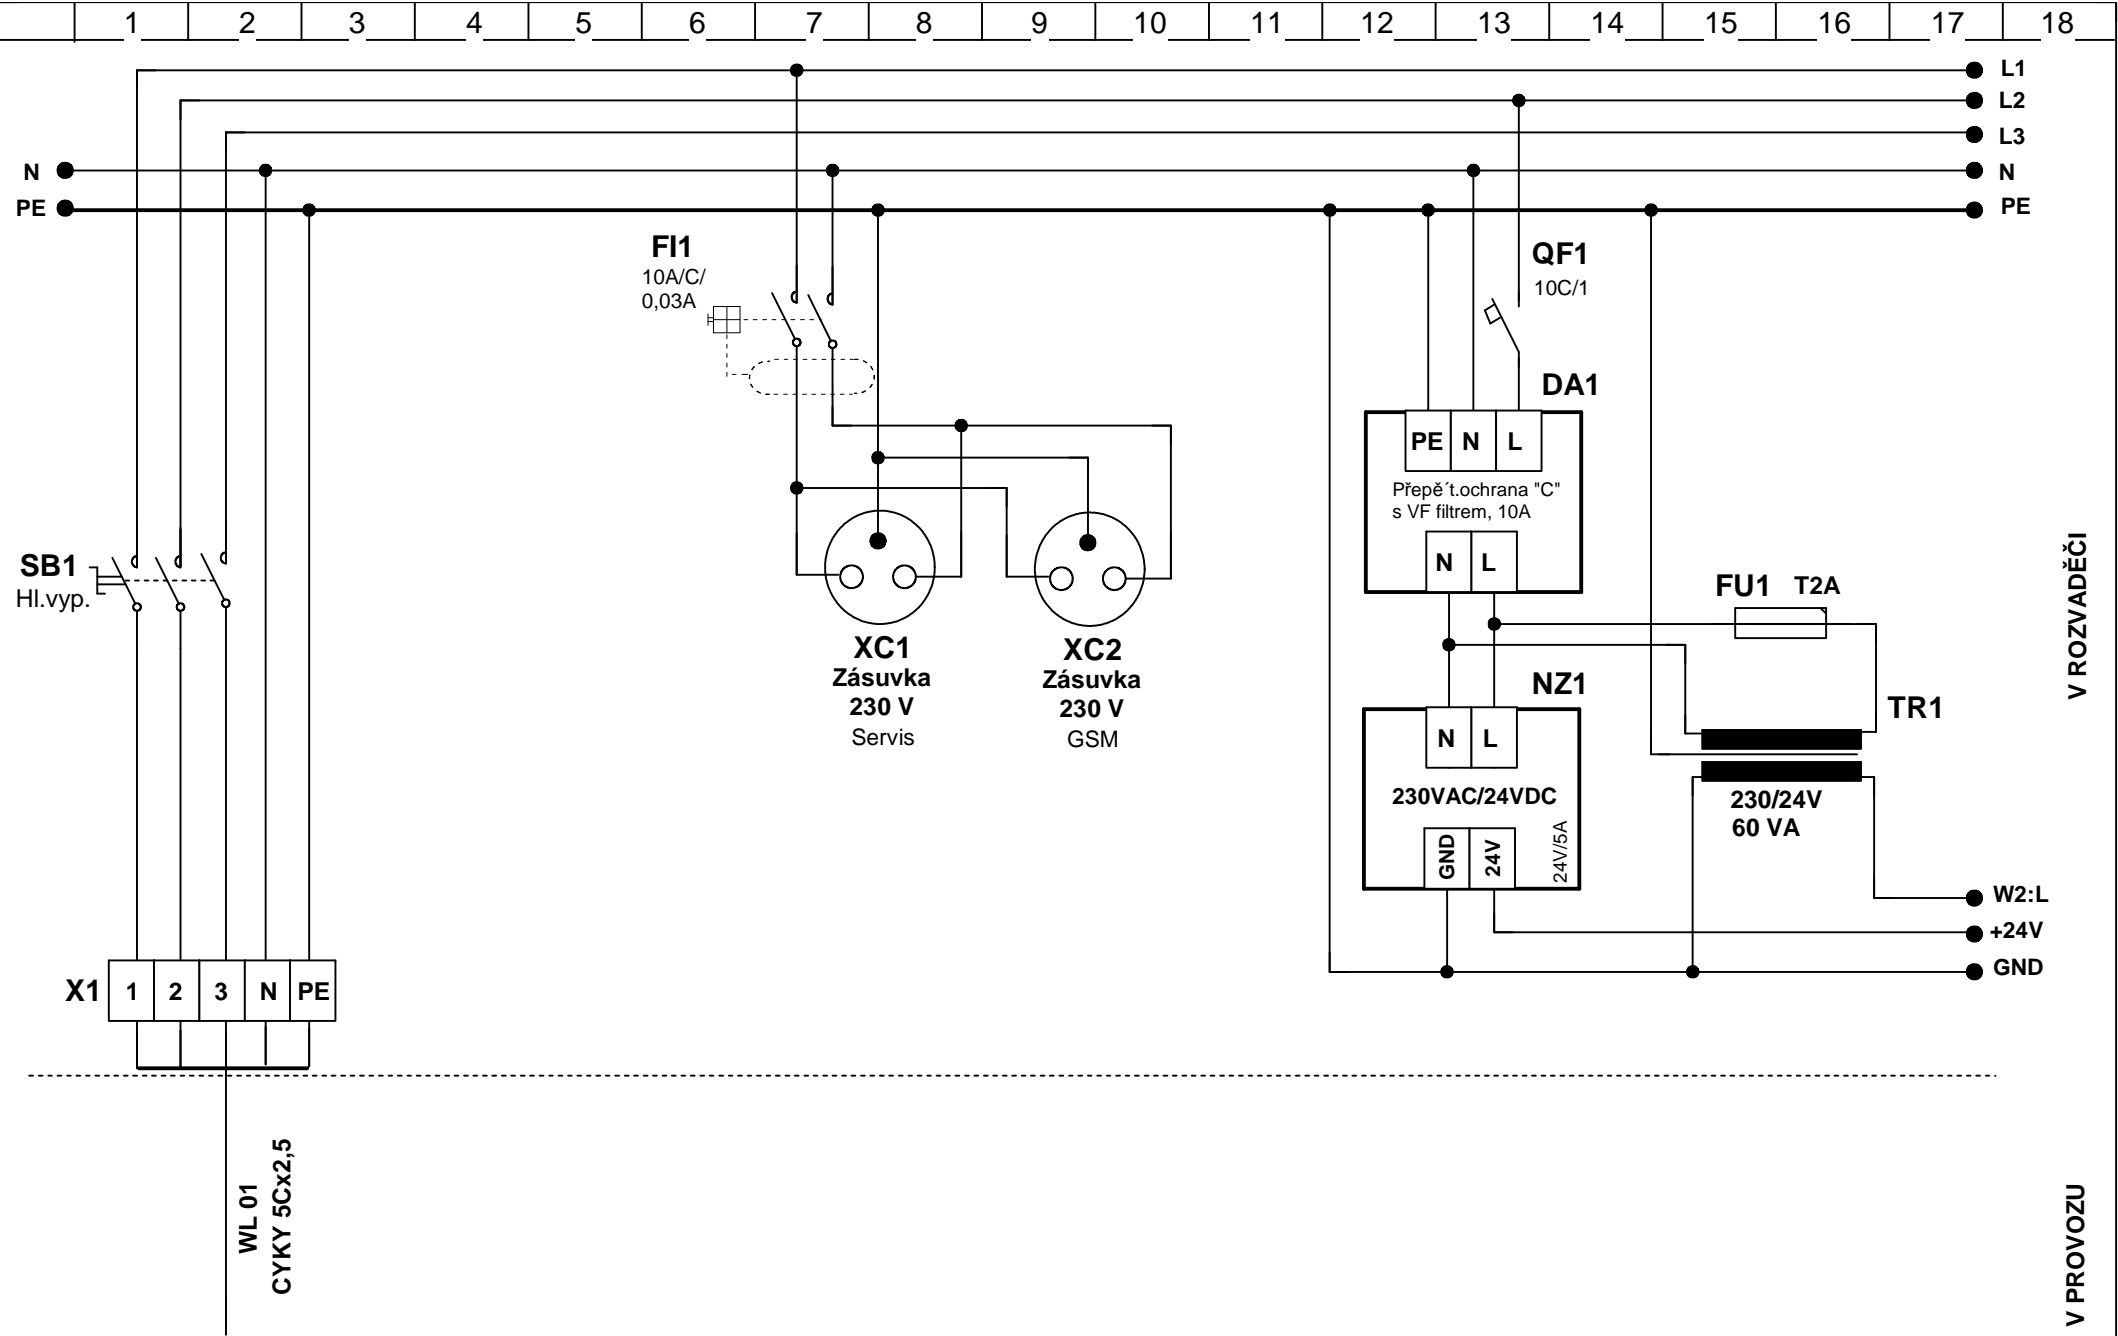 1 2 3 4 5 6 7 8 9 10 11 12 13 14 15 16 17 18
L1
L2
L3
N N
PE PE
FI1
10A/C/
0,03A
QF1
10C/1
DA1
PE N L
Přepě´t.ochrana "C"
s VF filtrem, 10A
N L
SB1
Hl.vyp.
FU1 T2A
XC1
Zásuvka
230 V
Servis
XC2
Zásuvka
230 V
GSM
NZ1
N L
230VAC/24VDC
GND
24V
24V/5A
TR1
230/24V
60 VA
W2:L
+24V
GND
X1 1 2 3 N PE
V ROZVADĚČI
WL 01
CYKY 5Cx2,5
V PROVOZU